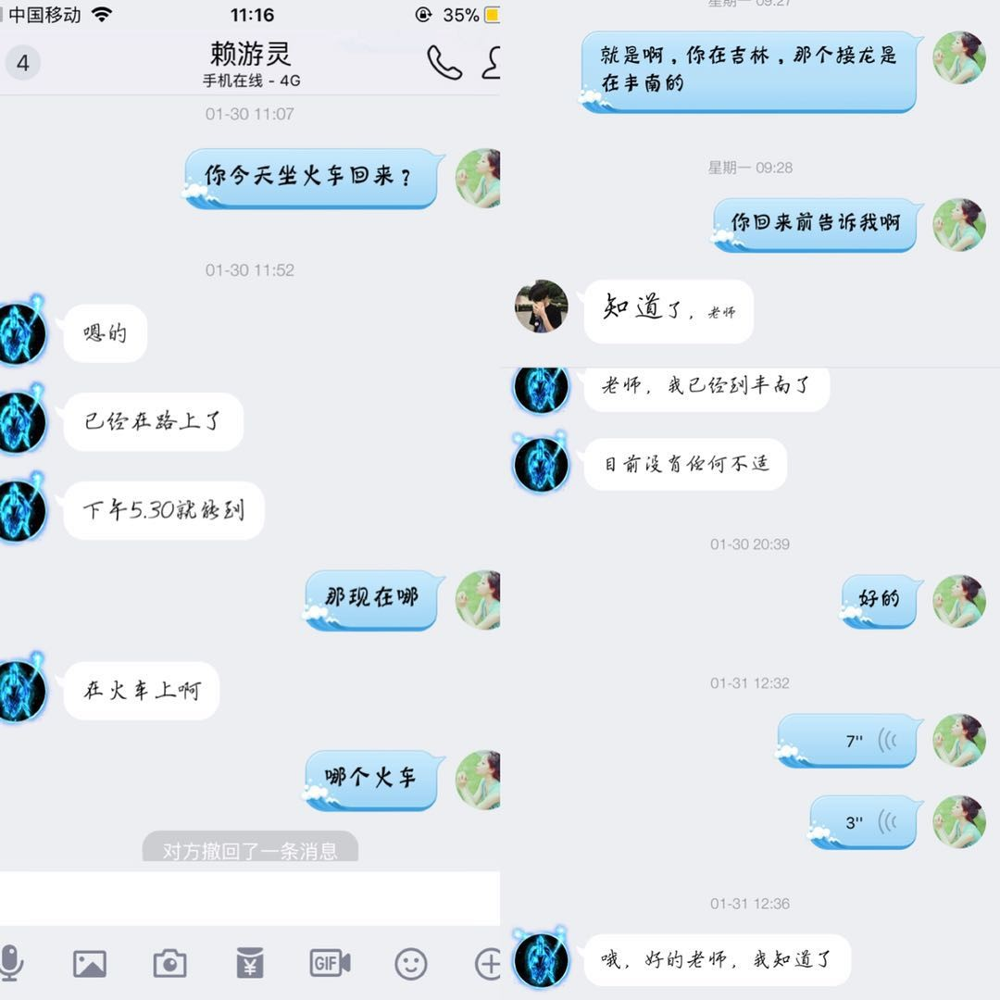 中国移动
11:16
35%
4
赖游灵
手机在线 - 4G
01-30 11:07
你今天坐火车回来？
01-30 11:52
嗯的
已经在路上了
下午5.30就能到
那现在哪
在火车上啊
哪个火车
对方撤回了一条消息
GIF
星期一 09:27
就是啊，你在吉林，那个接龙是
在丰南的
星期一 09:28
你回来前告诉我啊
知道了，老师
老师，我已经到丰南了
目前没有任何不适
01-30 20:39
好的
01-31 12:32
7"
3"
01-31 12:36
哦，好的老师，我知道了